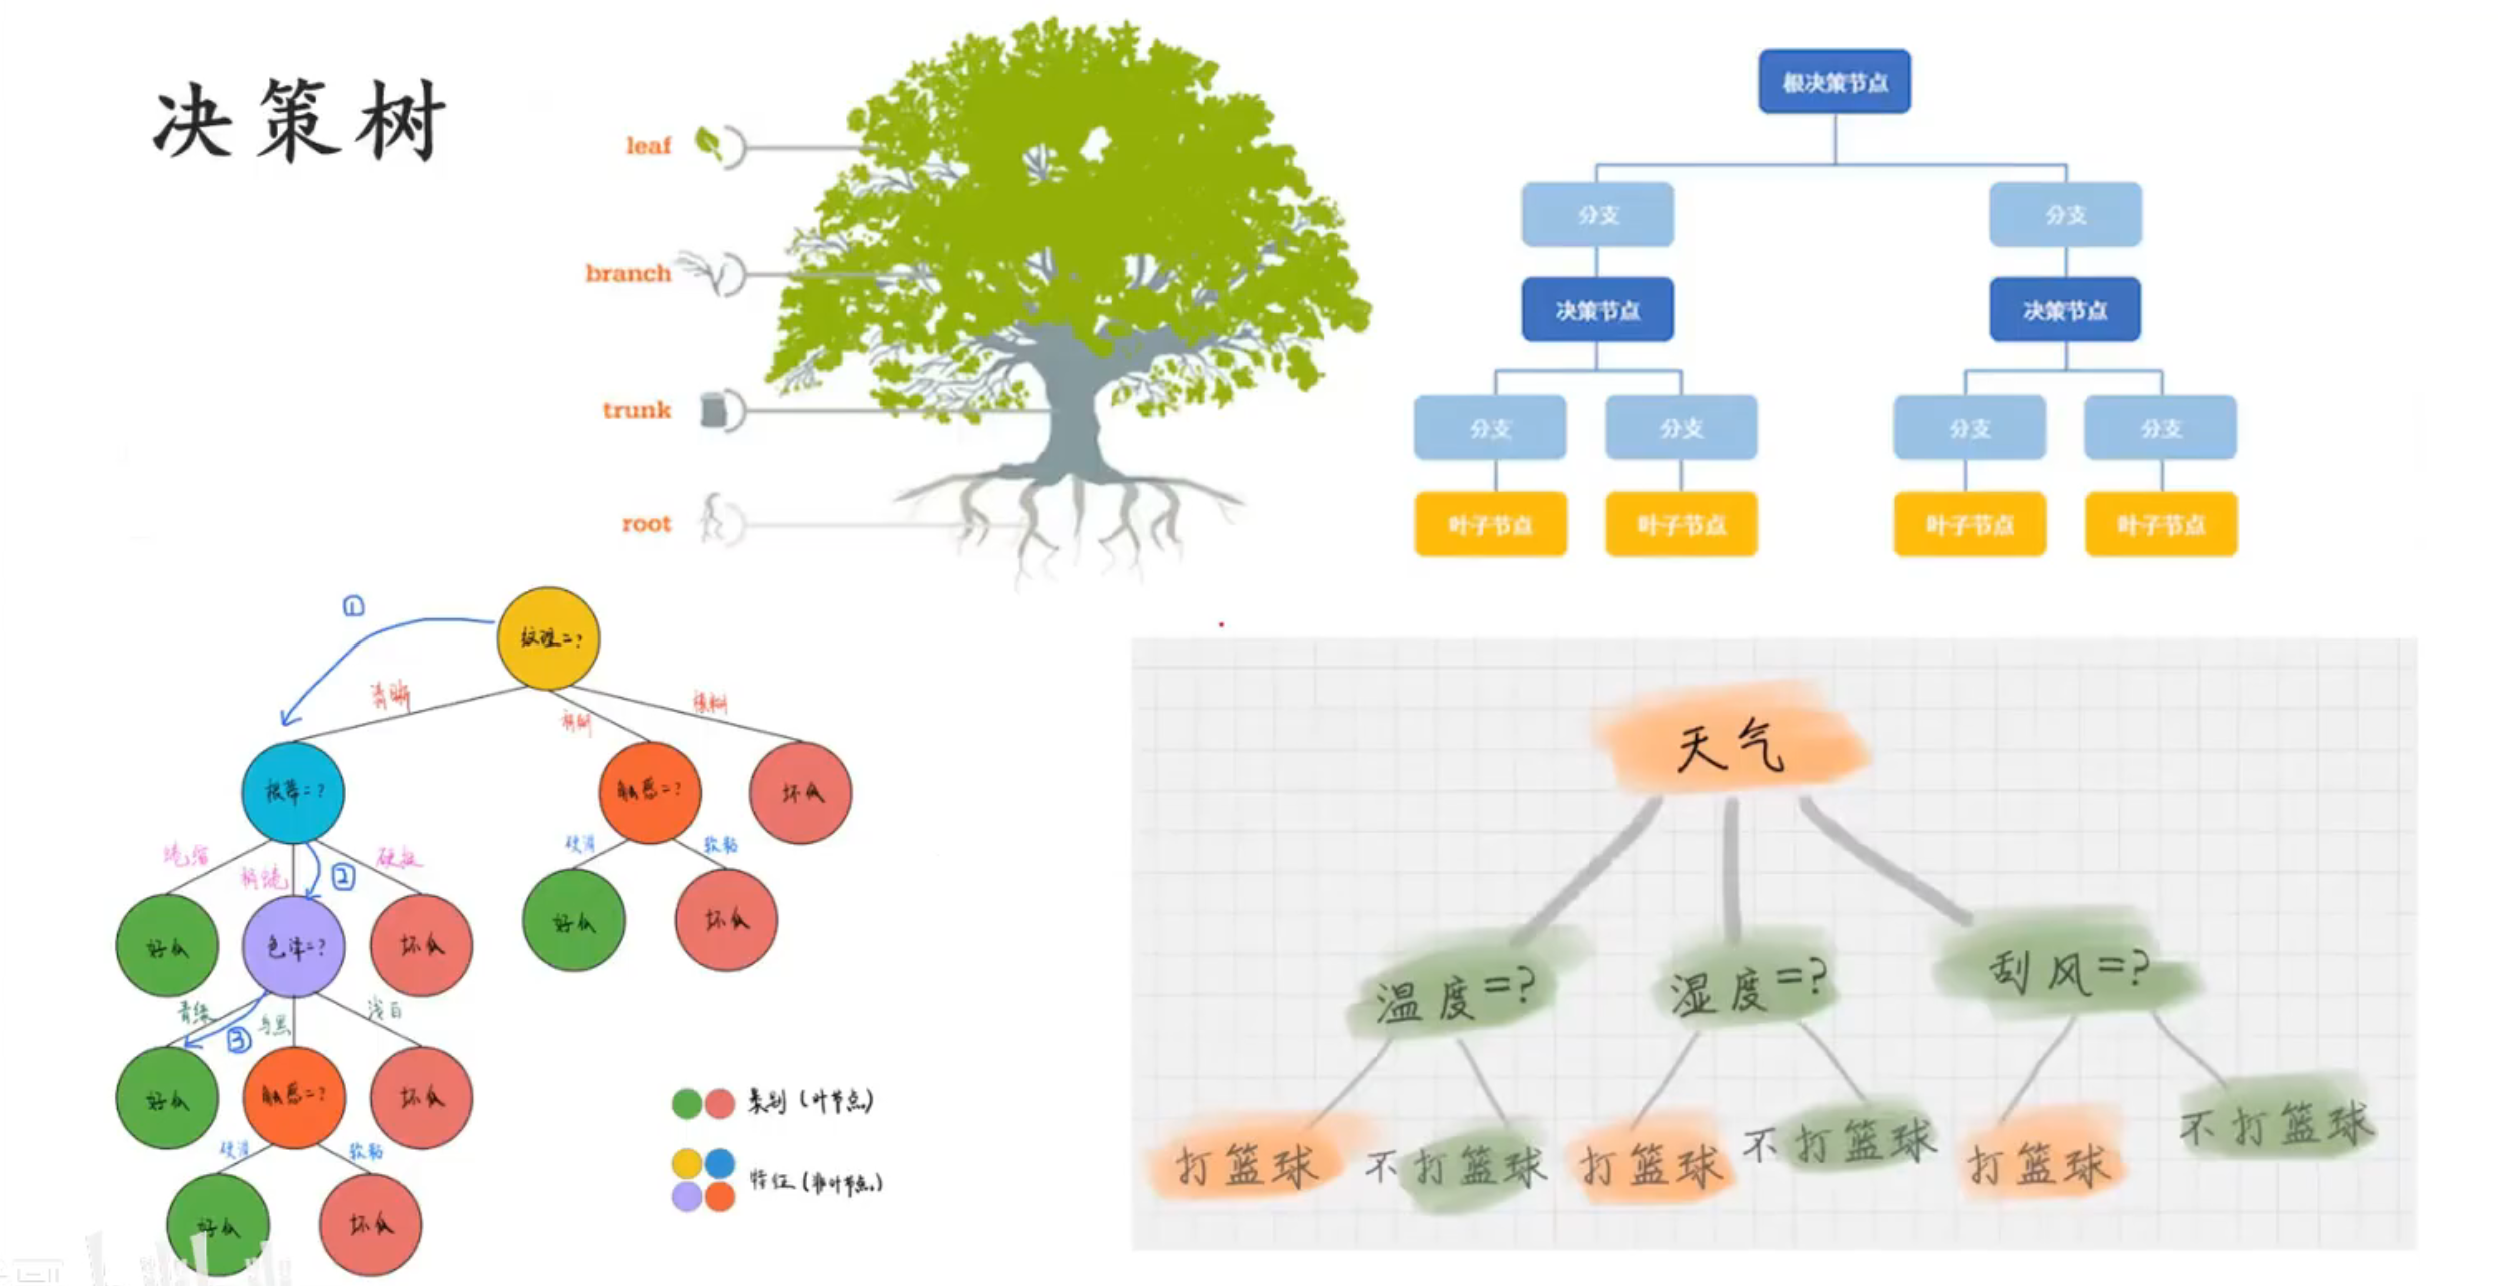 决策树
leaf
branch
trunk
root
根决策节点
分支
分支
决策节点
决策节点
分支
分支
分支
分支
叶子节点
叶子节点
叶子节点
叶子节点
①
纹理=?
清晰
稍糊
模糊
根蒂=?
触感=?
坏瓜
蜷缩
稍蜷
②
硬挺
硬滑
软粘
好瓜
色泽=?
坏瓜
好瓜
坏瓜
青绿
③
乌黑
浅白
好瓜
触感=?
坏瓜
硬滑
软粘
好瓜
坏瓜
类别（叶节点）
特征（非叶节点）
天气
温度=?
湿度=?
刮风=?
打篮球
不打篮球
打篮球
不打篮球
打篮球
不打篮球